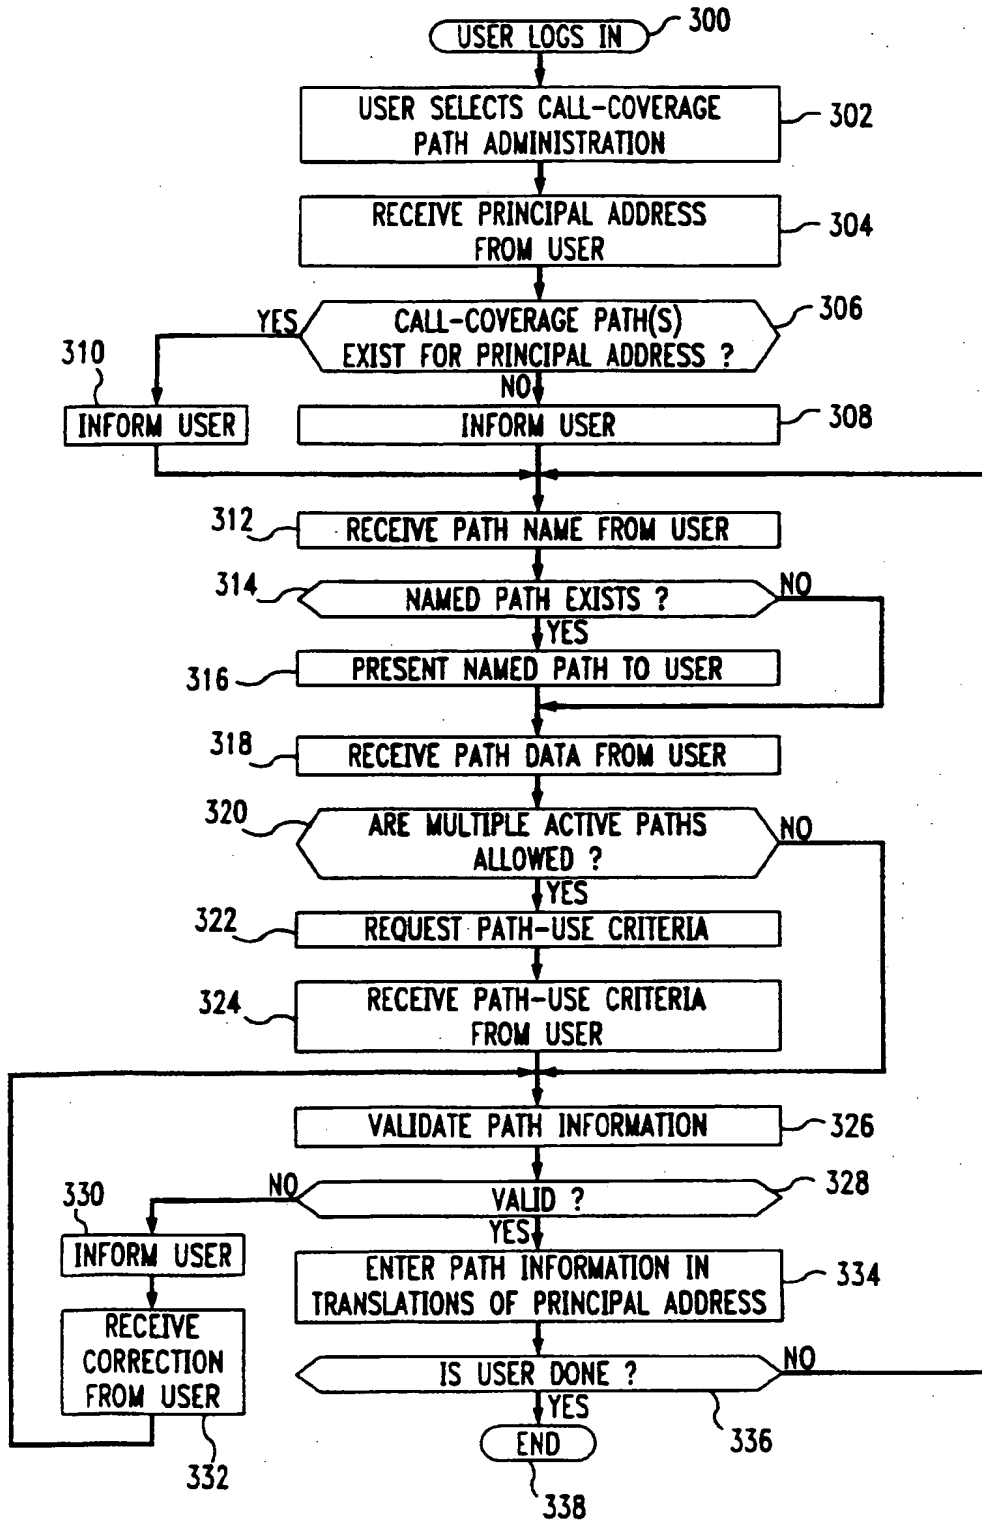 USER LOGS IN
300
USER SELECTS CALL-COVERAGE
PATH ADMINISTRATION
302
RECEIVE PRINCIPAL ADDRESS
FROM USER
304
CALL-COVERAGE PATH(S)
EXIST FOR PRINCIPAL ADDRESS ?
306
YES
NO
310
INFORM USER
INFORM USER
308
312
RECEIVE PATH NAME FROM USER
314
NAMED PATH EXISTS ?
NO
YES
316
PRESENT NAMED PATH TO USER
318
RECEIVE PATH DATA FROM USER
320
ARE MULTIPLE ACTIVE PATHS
ALLOWED ?
NO
YES
322
REQUEST PATH-USE CRITERIA
324
RECEIVE PATH-USE CRITERIA
FROM USER
VALIDATE PATH INFORMATION
326
NO
VALID ?
328
YES
330
INFORM USER
ENTER PATH INFORMATION IN
TRANSLATIONS OF PRINCIPAL ADDRESS
334
RECEIVE
CORRECTION
FROM USER
332
IS USER DONE ?
NO
336
YES
END
338